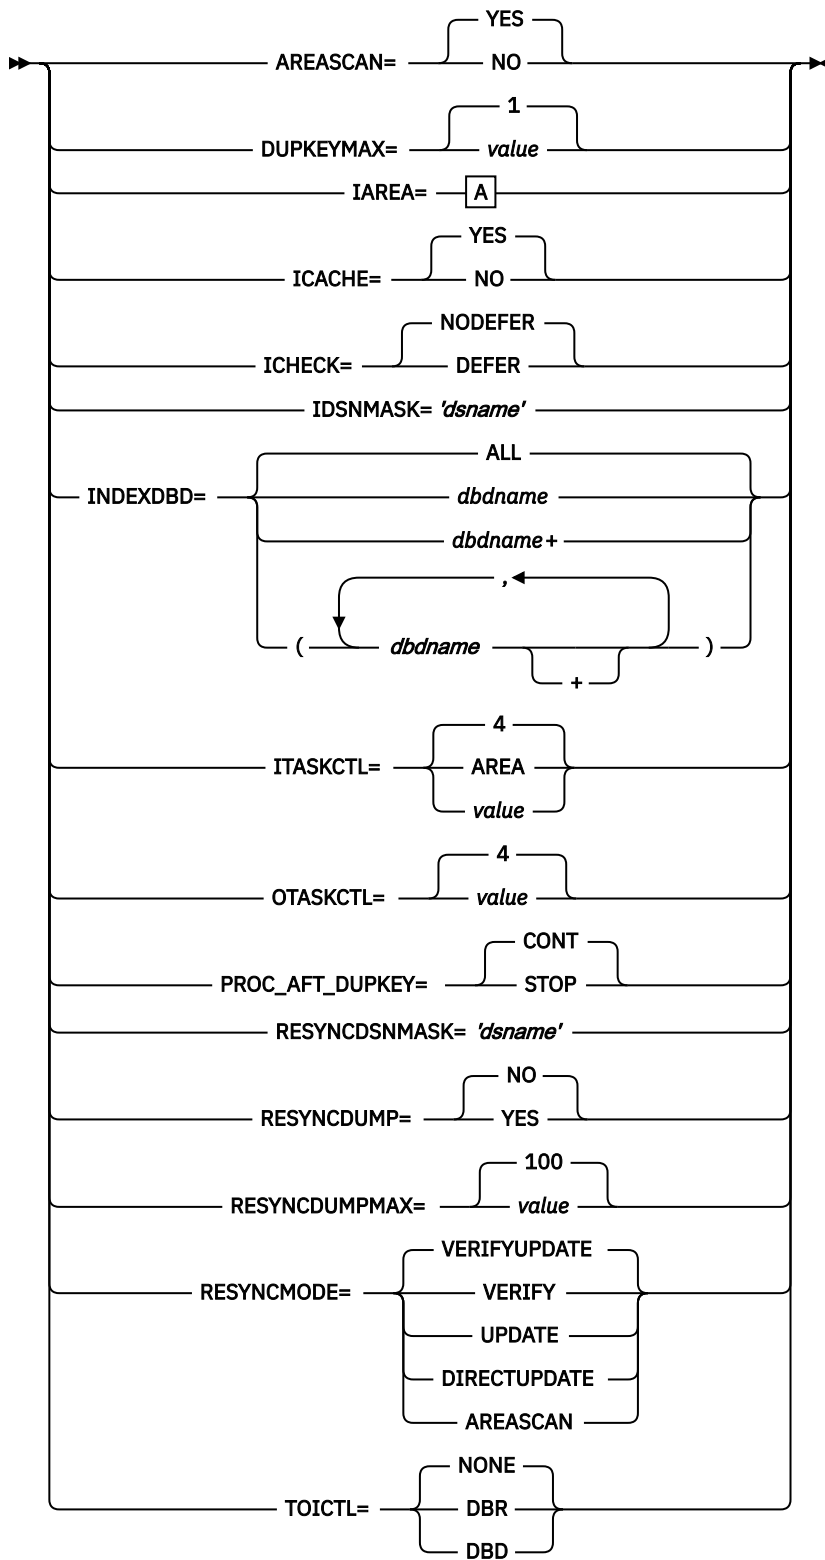 YES
AREASCAN= NO
1
DUPKEYMAX= value
IAREA= A
YES
ICACHE= NO
NODEFER
ICHECK= DEFER
IDSNMASK= 'dsname'
ALL
INDEXDBD= dbdname
dbdname+
,
( dbdname )
+
4
ITASKCTL= AREA
value
4
OTASKCTL= value
CONT
PROC_AFT_DUPKEY= STOP
RESYNCDSNMASK= 'dsname'
NO
RESYNCDUMP= YES
100
RESYNCDUMPMAX= value
VERIFYUPDATE
RESYNCMODE= VERIFY
UPDATE
DIRECTUPDATE
AREASCAN
NONE
TOICTL= DBR
DBD